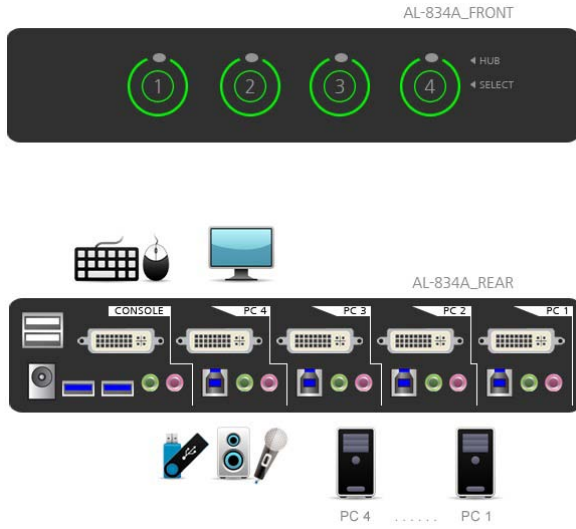 AL-834A_FRONT
1 2 3 4
◄ HUB
◄ SELECT
AL-834A_REAR
CONSOLE PC 4 PC 3 PC 2 PC 1
PC 4 ...... PC 1